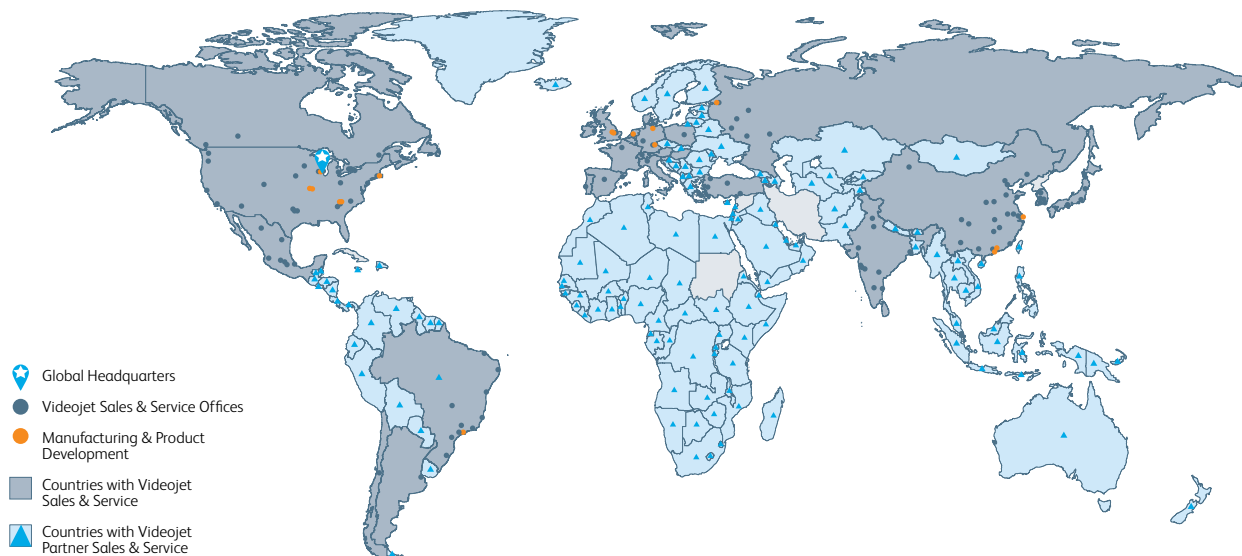 Global Headquarters
Videojet Sales & Service Offices
Manufacturing & Product
Development
Countries with Videojet
Sales & Service
Countries with Videojet
Partner Sales & Service